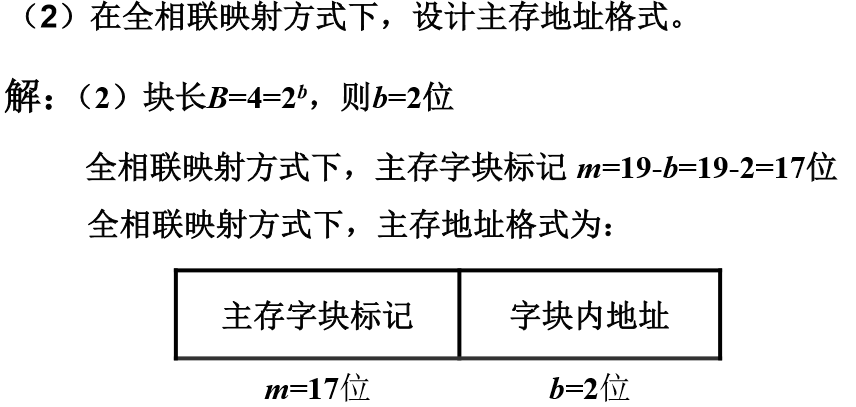 （2）在全相联映射方式下，设计主存地址格式。
解：（2）块长B=4=2ᵇ，则b=2位
全相联映射方式下，主存字块标记 m=19-b=19-2=17位
全相联映射方式下，主存地址格式为：
主存字块标记 字块内地址
m=17位 b=2位